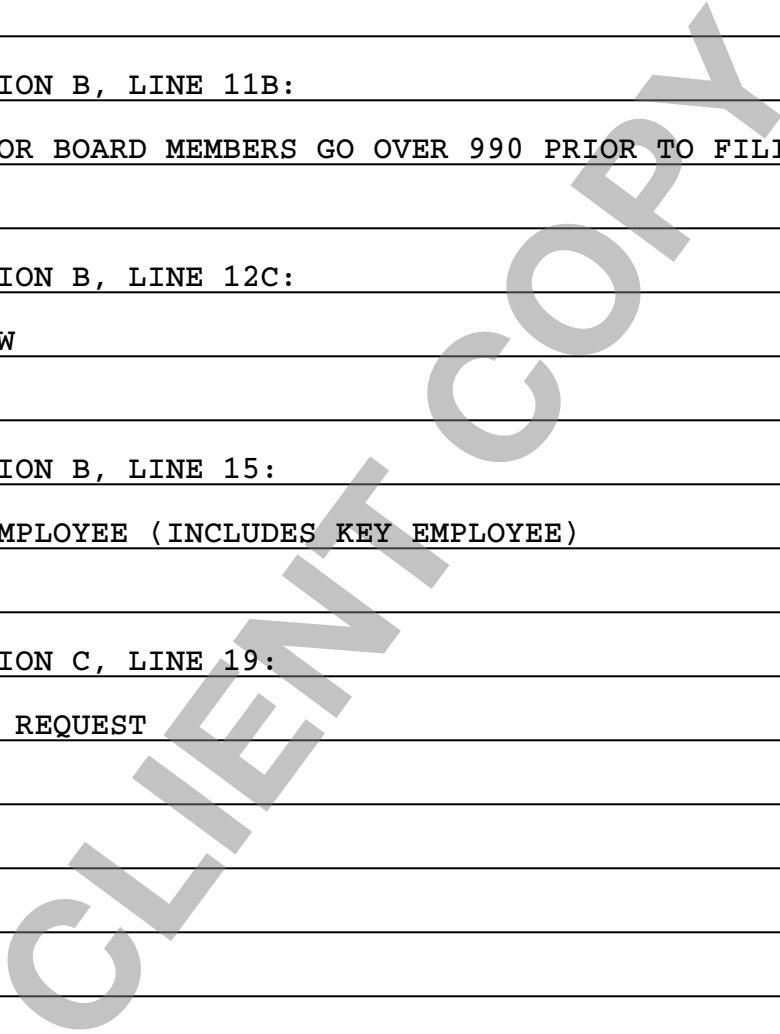 ION B, LINE 11B:
OR BOARD MEMBERS GO OVER 990 PRIOR TO FILI
ION B, LINE 12C:
W
ION B, LINE 15:
MPLOYEE (INCLUDES KEY EMPLOYEE)
ION C, LINE 19:
REQUEST
CLIENT COPY